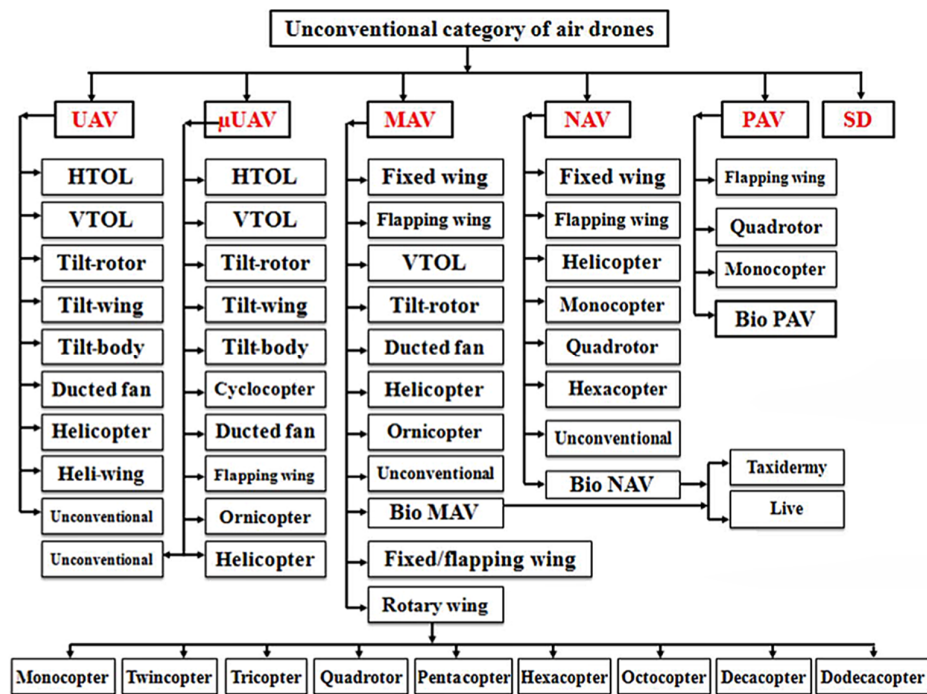 Unconventional category of air drones
UAV
μUAV
MAV
NAV
PAV
SD
HTOL
VTOL
Tilt-rotor
Tilt-wing
Tilt-body
Ducted fan
Helicopter
Heli-wing
Unconventional
Unconventional
HTOL
VTOL
Tilt-rotor
Tilt-wing
Tilt-body
Cyclocopter
Ducted fan
Flapping wing
Ornicopter
Helicopter
Fixed wing
Flapping wing
VTOL
Tilt-rotor
Ducted fan
Helicopter
Ornicopter
Unconventional
Bio MAV
Fixed/flapping wing
Rotary wing
Fixed wing
Flapping wing
Helicopter
Monocopter
Quadrotor
Hexacopter
Unconventional
Bio NAV
Flapping wing
Quadrotor
Monocopter
Bio PAV
Taxidermy
Live
Monocopter
Twincopter
Tricopter
Quadrotor
Pentacopter
Hexacopter
Octocopter
Decacopter
Dodecacopter